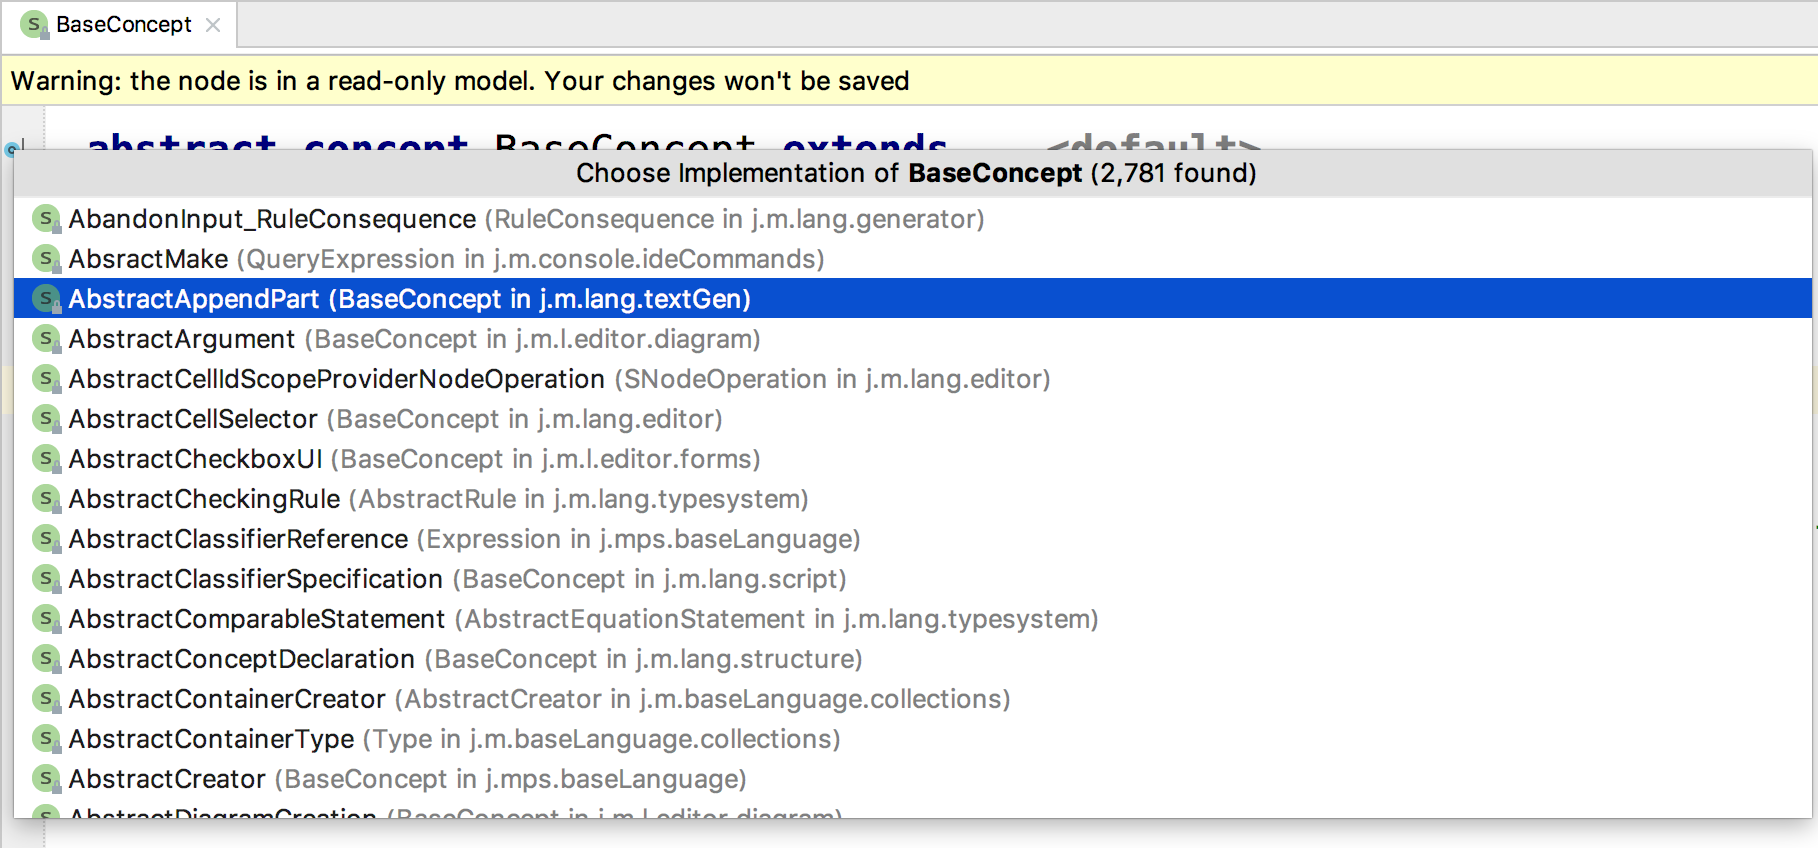 BaseConcept
Warning: the node is in a read-only model. Your changes won't be saved
abstract concept BaseConcept extends <default>
Choose Implementation of BaseConcept (2,781 found)
AbandonInput_RuleConsequence (RuleConsequence in j.m.lang.generator)
AbsractMake (QueryExpression in j.m.console.ideCommands)
AbstractAppendPart (BaseConcept in j.m.lang.textGen)
AbstractArgument (BaseConcept in j.m.l.editor.diagram)
AbstractCellIdScopeProviderNodeOperation (SNodeOperation in j.m.lang.editor)
AbstractCellSelector (BaseConcept in j.m.lang.editor)
AbstractCheckboxUI (BaseConcept in j.m.l.editor.forms)
AbstractCheckingRule (AbstractRule in j.m.lang.typesystem)
AbstractClassifierReference (Expression in j.mps.baseLanguage)
AbstractClassifierSpecification (BaseConcept in j.m.lang.script)
AbstractComparableStatement (AbstractEquationStatement in j.m.lang.typesystem)
AbstractConceptDeclaration (BaseConcept in j.m.lang.structure)
AbstractContainerCreator (AbstractCreator in j.m.baseLanguage.collections)
AbstractContainerType (Type in j.m.baseLanguage.collections)
AbstractCreator (BaseConcept in j.mps.baseLanguage)
AbstractDiagramCreation (BaseConcept in j.m.l.editor.diagram)